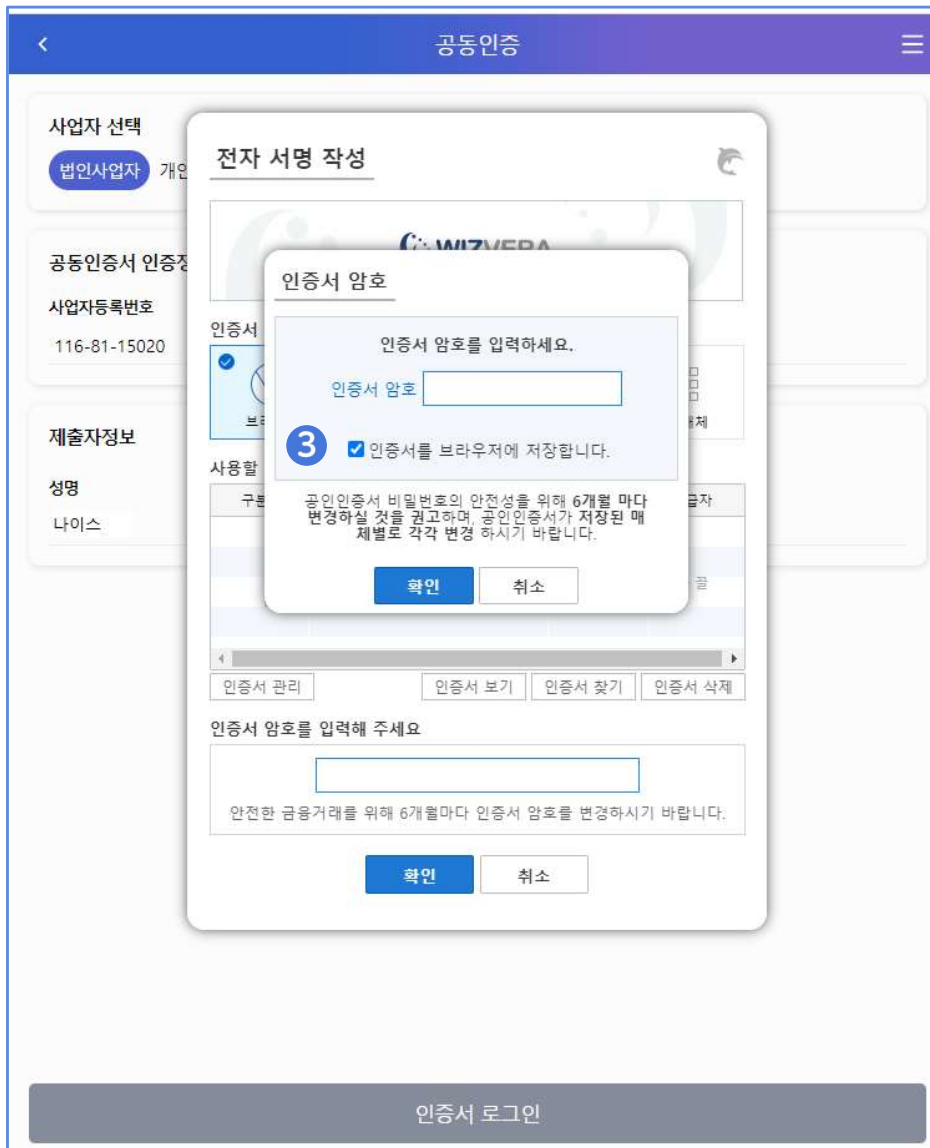 공동인증
사업자 선택
법인사업자 개인
전자 서명 작성
WIZVERA
공동인증서 인증정
사업자등록번호
116-81-15020
인증서
인증서 암호
인증서 암호를 입력하세요.
인증서 암호
3 인증서를 브라우저에 저장합니다.
공인인증서 비밀번호의 안전성을 위해 6개월 마다
변경하실 것을 권고하며, 공인인증서가 저장된 매
체별로 각각 변경 하시기 바랍니다.
확인 취소
제출자정보
성명
나이스
사용할
구분
급자
인증서 관리 인증서 보기 인증서 찾기 인증서 삭제
인증서 암호를 입력해 주세요
안전한 금융거래를 위해 6개월마다 인증서 암호를 변경하시기 바랍니다.
확인 취소
인증서 로그인